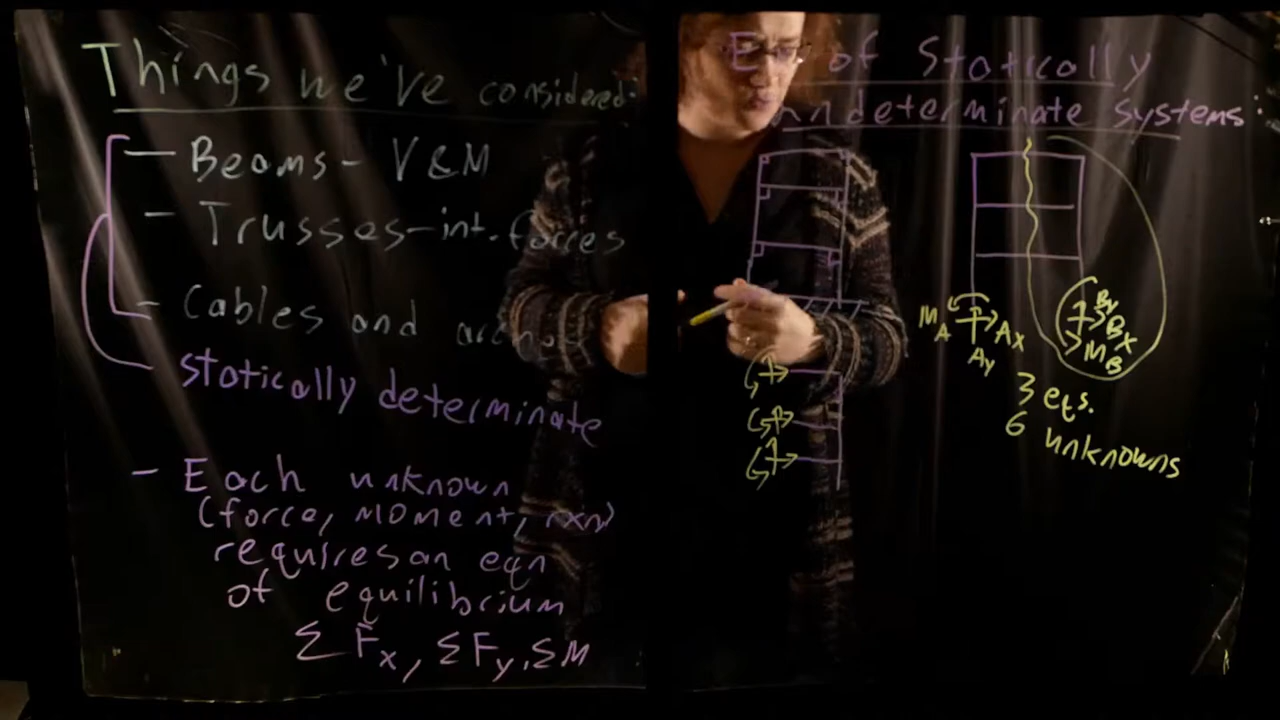 Things we've considered:
- Beams - V & M
- Trusses - int. forces
- Cables and arches
statically determinate
- Each unknown
(force, moment, rxn)
requires an eqn
of equilibrium
Σ Fx, ΣFy, ΣM
of Statically
indeterminate systems:
MA
Ax
Ay
By
Bx
MB
3 eqs.
6 unknowns